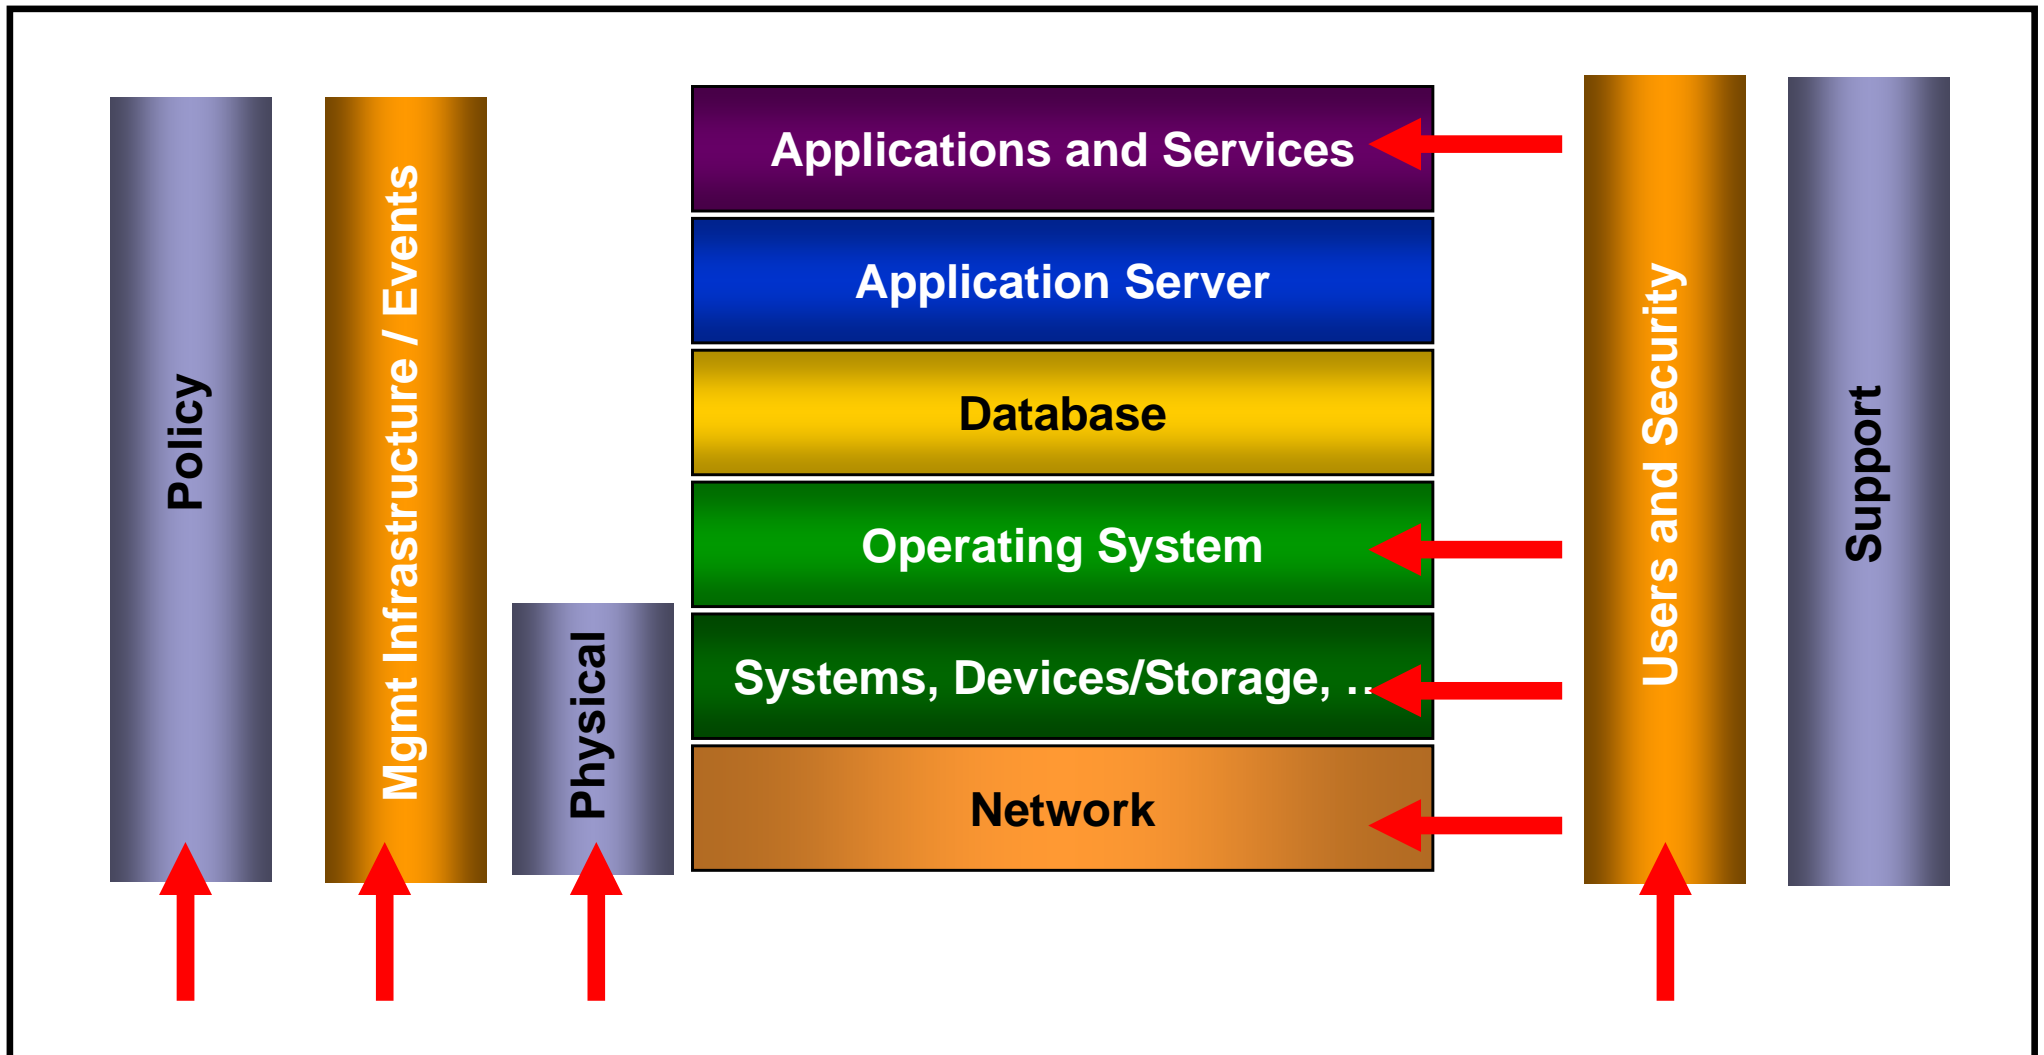 Policy
Mgmt Infrastructure / Events
Physical
Applications and Services
Application Server
Database
Operating System
Systems, Devices/Storage, ...
Network
Users and Security
Support